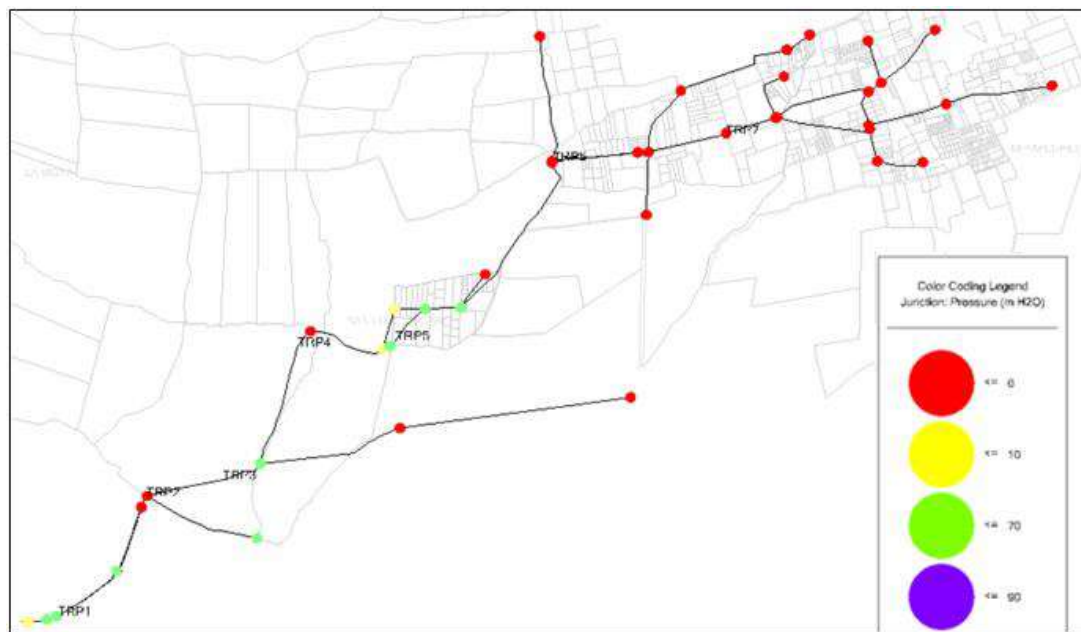 TRP7
TRP5
TRP4
TRP3
TRP2
TRP1
Color Coding Legend
Junction: Pressure (m H2O)
<= 0
<= 10
<= 70
<= 90